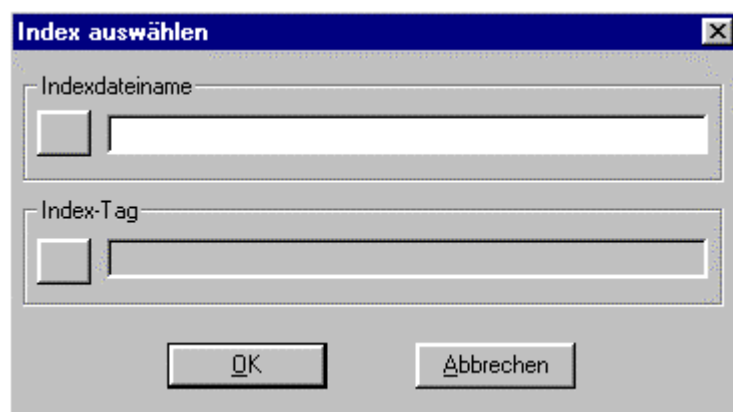 Index auswählen
Indexdateiname
Index-Tag
OK
Abbrechen